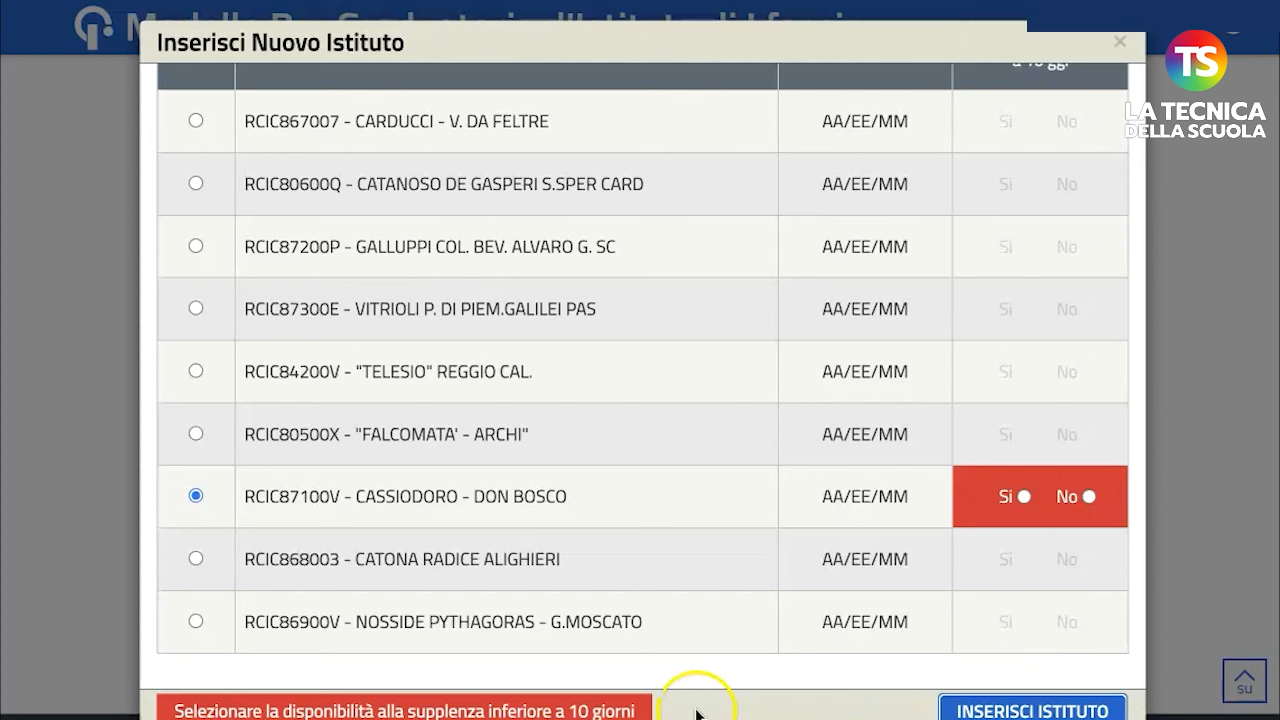 Inserisci Nuovo Istituto ×
a 10 gg.
RCIC867007 - CARDUCCI - V. DA FELTRE AA/EE/MM Si No
RCIC80600Q - CATANOSO DE GASPERI S.SPER CARD AA/EE/MM Si No
RCIC87200P - GALLUPPI COL. BEV. ALVARO G. SC AA/EE/MM Si No
RCIC87300E - VITRIOLI P. DI PIEM.GALILEI PAS AA/EE/MM Si No
RCIC84200V - "TELESIO" REGGIO CAL. AA/EE/MM Si No
RCIC80500X - "FALCOMATA' - ARCHI" AA/EE/MM Si No
RCIC87100V - CASSIODORO - DON BOSCO AA/EE/MM Si No
RCIC868003 - CATONA RADICE ALIGHIERI AA/EE/MM Si No
RCIC86900V - NOSSIDE PYTHAGORAS - G.MOSCATO AA/EE/MM Si No
Selezionare la disponibilità alla supplenza inferiore a 10 giorni INSERISCI ISTITUTO
su
TS
LA TECNICA
DELLA SCUOLA